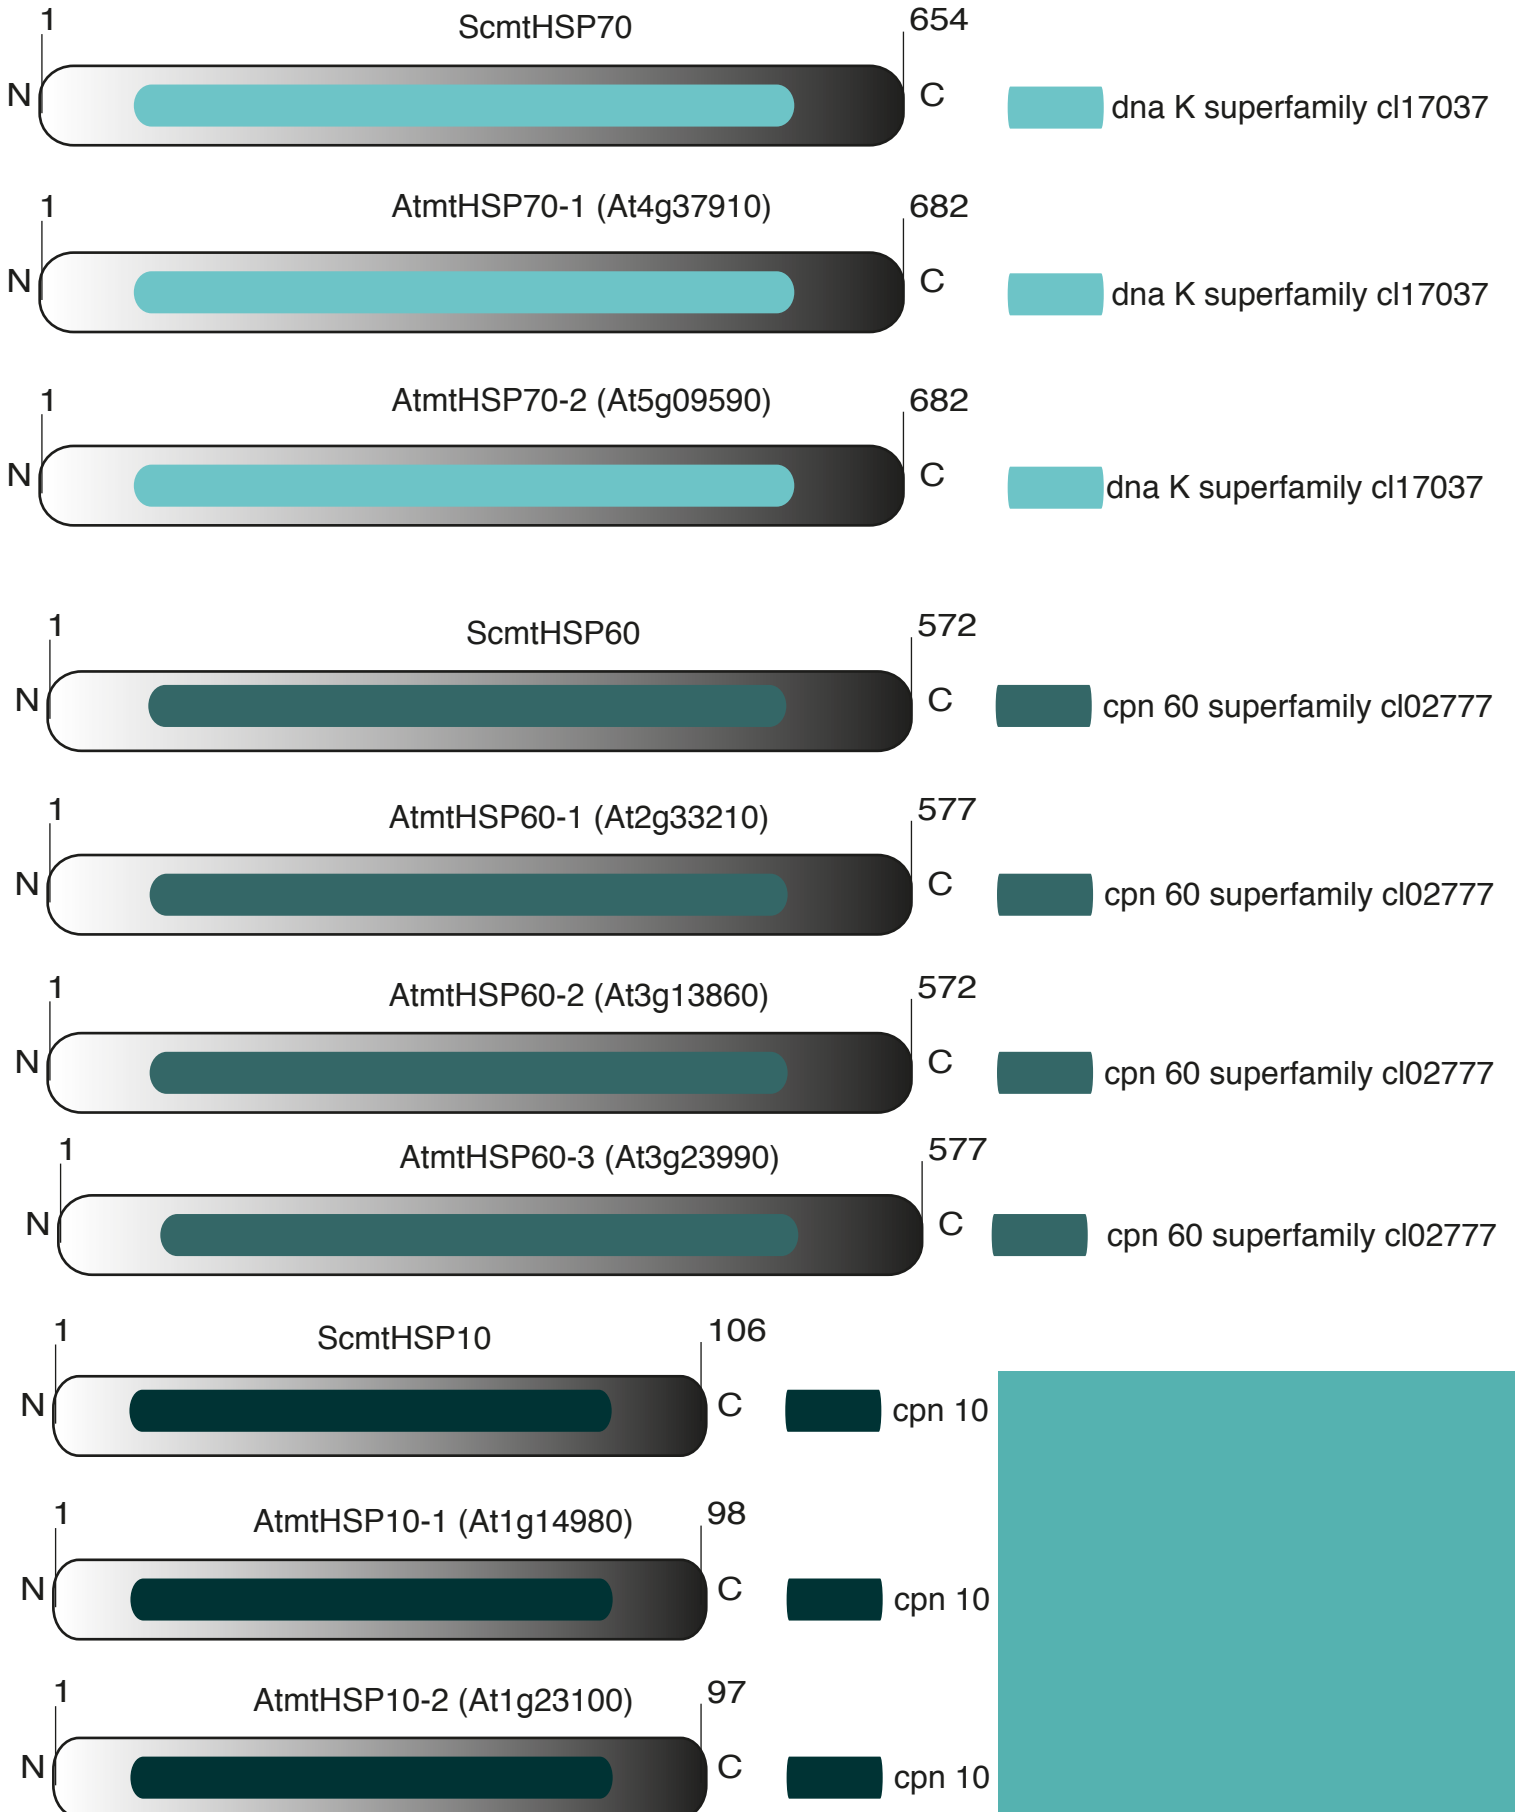 1 ScmtHSP70 654
N C dna K superfamily cl17037
1 AtmtHSP70-1 (At4g37910) 682
N C dna K superfamily cl17037
1 AtmtHSP70-2 (At5g09590) 682
N C dna K superfamily cl17037
1 ScmtHSP60 572
N C cpn 60 superfamily cl02777
1 AtmtHSP60-1 (At2g33210) 577
N C cpn 60 superfamily cl02777
1 AtmtHSP60-2 (At3g13860) 572
N C cpn 60 superfamily cl02777
1 AtmtHSP60-3 (At3g23990) 577
N C cpn 60 superfamily cl02777
1 ScmtHSP10 106
N C cpn 10
1 AtmtHSP10-1 (At1g14980) 98
N C cpn 10
1 AtmtHSP10-2 (At1g23100) 97
N C cpn 10